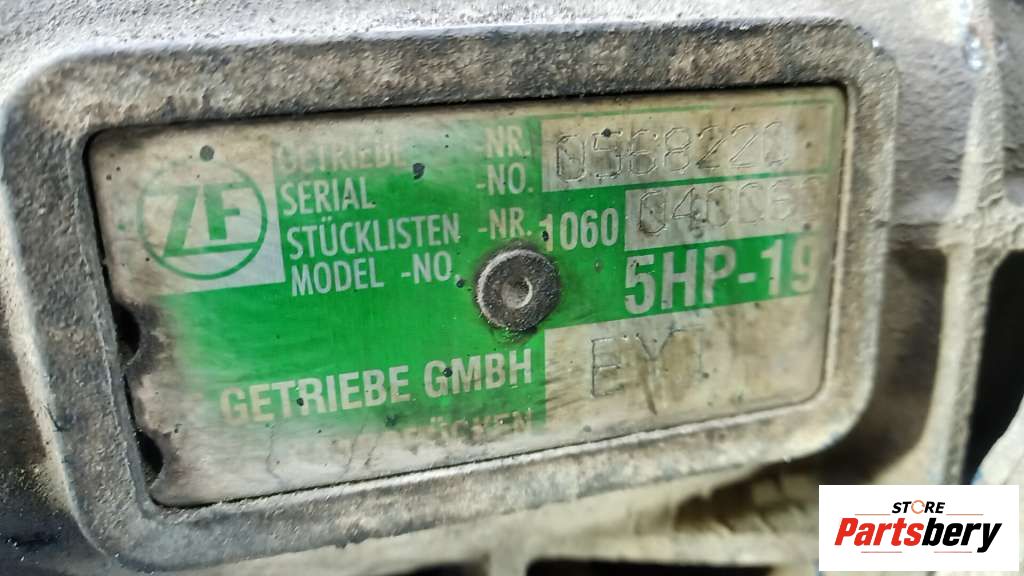 ZF
GETRIEBE -NR.
SERIAL -NO. 0568220
STÜCKLISTEN -NR. 1060
MODEL -NO.
5HP-19
GETRIEBE GMBH
STORE
Partsbery